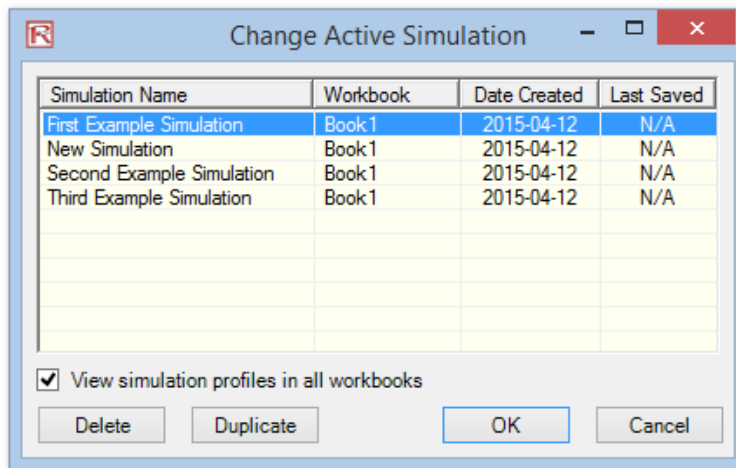 R Change Active Simulation
Simulation Name Workbook Date Created Last Saved
First Example Simulation Book1 2015-04-12 N/A
New Simulation Book1 2015-04-12 N/A
Second Example Simulation Book1 2015-04-12 N/A
Third Example Simulation Book1 2015-04-12 N/A
View simulation profiles in all workbooks
Delete Duplicate OK Cancel